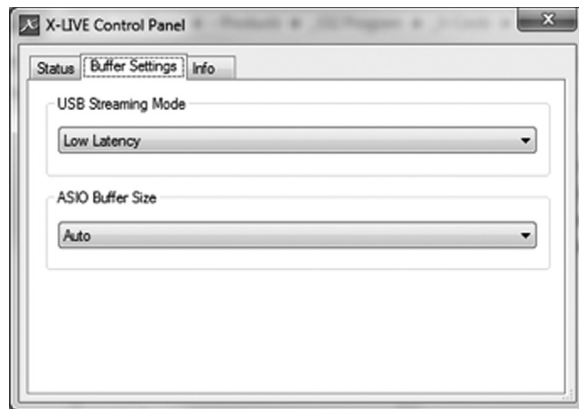 X-LIVE Control Panel
Status Buffer Settings Info
USB Streaming Mode
Low Latency
ASIO Buffer Size
Auto